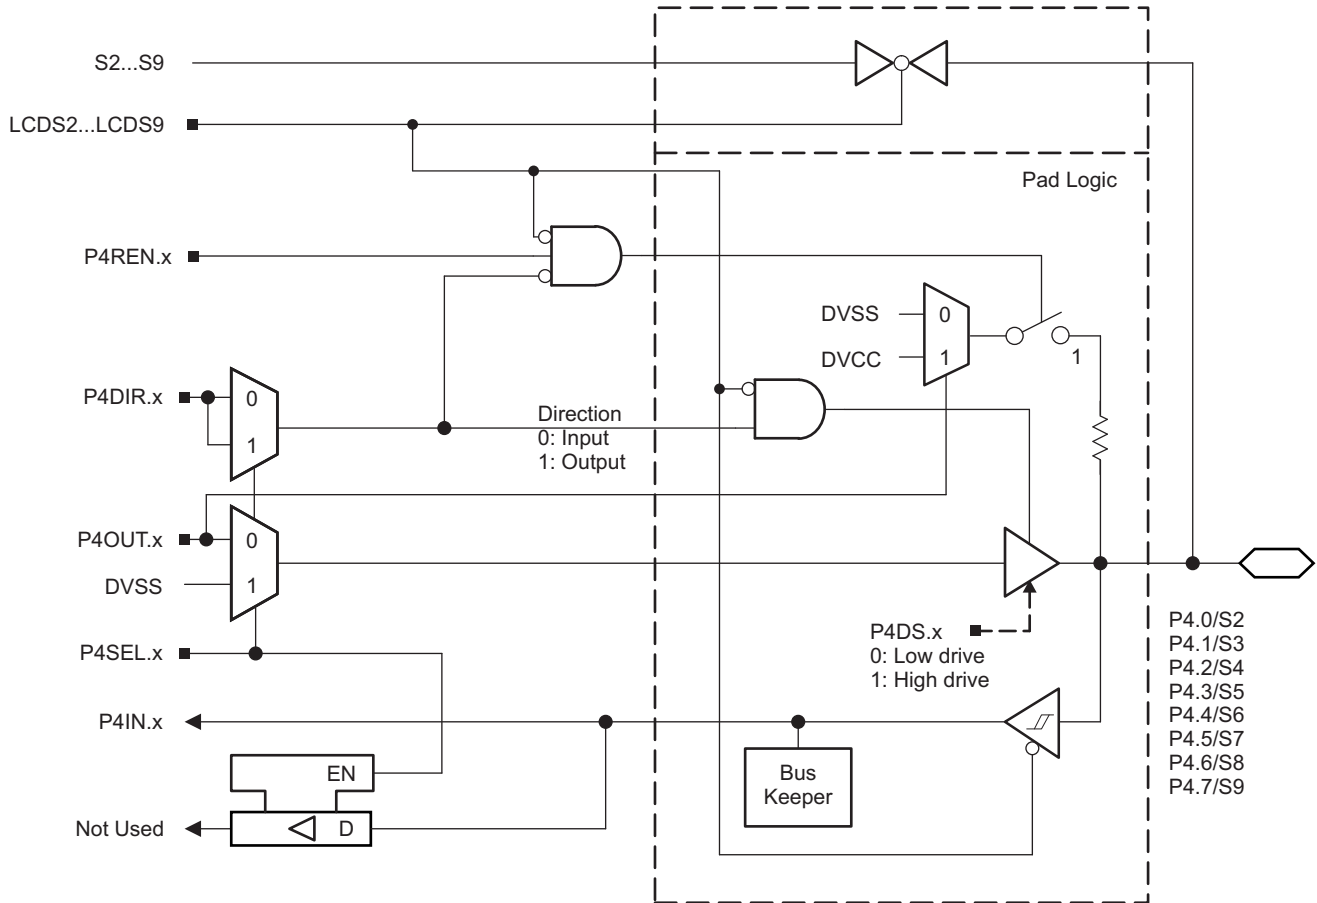 S2...S9
LCDS2...LCDS9
Pad Logic
P4REN.x
DVSS
0
DVCC
1
1
P4DIR.x
0
1
Direction
0: Input
1: Output
P4OUT.x
0
DVSS
1
P4DS.x
0: Low drive
1: High drive
P4.0/S2
P4.1/S3
P4.2/S4
P4.3/S5
P4.4/S6
P4.5/S7
P4.6/S8
P4.7/S9
P4SEL.x
P4IN.x
EN
Bus
Keeper
Not Used
D